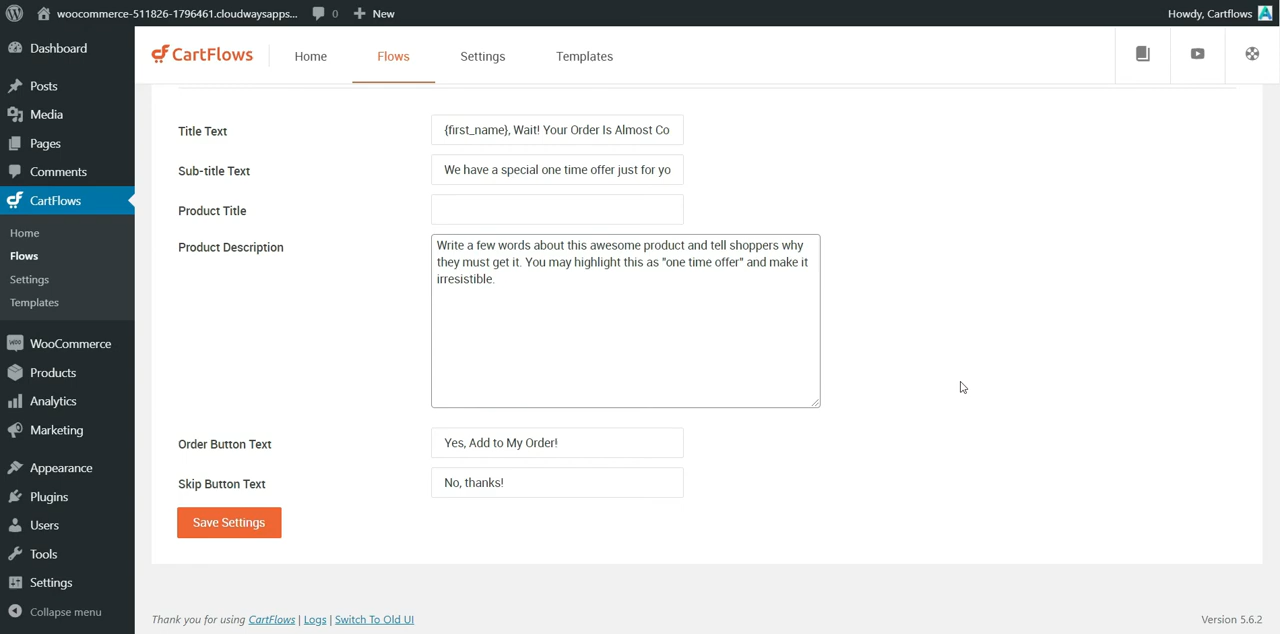 woocommerce-511826-1796461.cloudwaysapps...
0
New
Howdy, Cartflows
Dashboard
Posts
Media
Pages
Comments
CartFlows
Home
Flows
Settings
Templates
WooCommerce
Products
Analytics
Marketing
Appearance
Plugins
Users
Tools
Settings
Collapse menu
CartFlows
Home
Flows
Settings
Templates
Title Text
{first_name}, Wait! Your Order Is Almost Co
Sub-title Text
We have a special one time offer just for yo
Product Title
Product Description
Write a few words about this awesome product and tell shoppers why
they must get it. You may highlight this as "one time offer" and make it
irresistible.
Order Button Text
Yes, Add to My Order!
Skip Button Text
No, thanks!
Save Settings
Thank you for using CartFlows | Logs | Switch To Old UI
Version 5.6.2